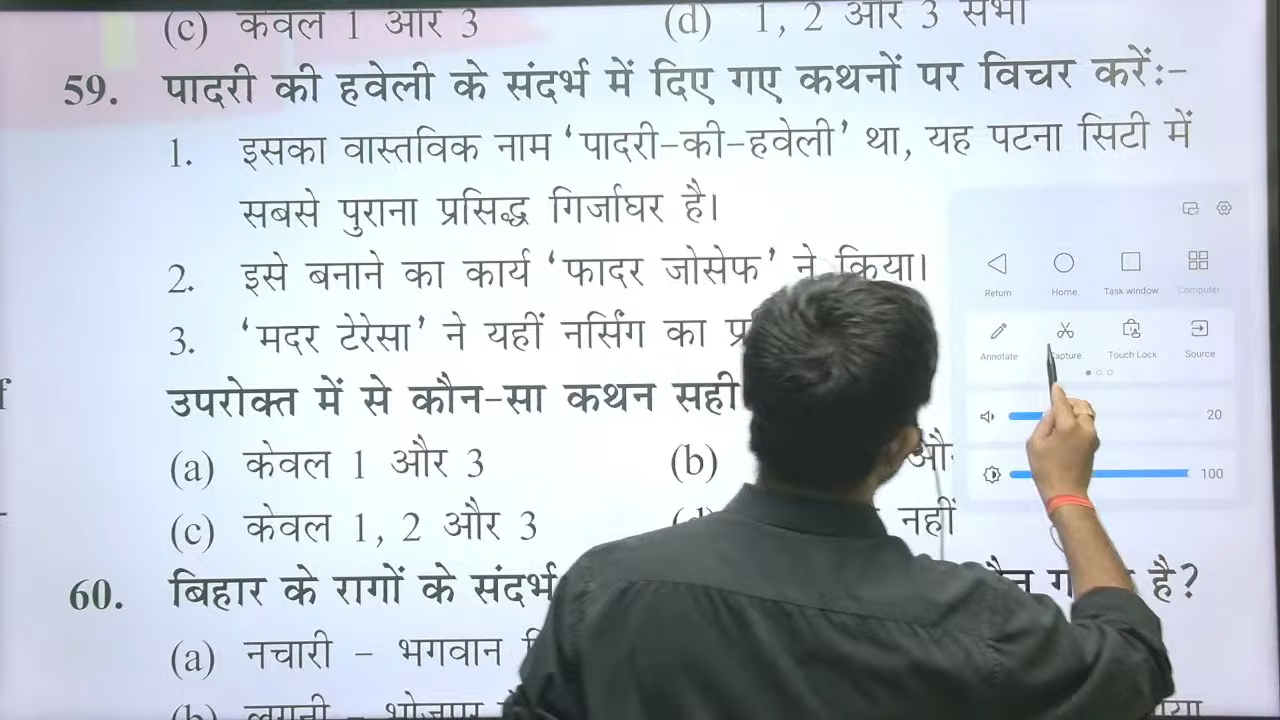 (c) केवल 1 और 3 (d) 1, 2 और 3 सभी
59. पादरी की हवेली के संदर्भ में दिए गए कथनों पर विचर करें:-
1. इसका वास्तविक नाम ‘पादरी-की-हवेली’ था, यह पटना सिटी में
सबसे पुराना प्रसिद्ध गिर्जाघर है।
2. इसे बनाने का कार्य ‘फादर जोसेफ’ ने किया।
3. ‘मदर टेरेसा’ ने यहीं नर्सिंग का
उपरोक्त में से कौन-सा कथन सही
(a) केवल 1 और 3 (b)
(c) केवल 1, 2 और 3 नहीं
60. बिहार के रागों के संदर्भ है?
(a) नचारी - भगवान
(b)
Return Home Task window Computer
Annotate Capture Touch Lock Source
20
100